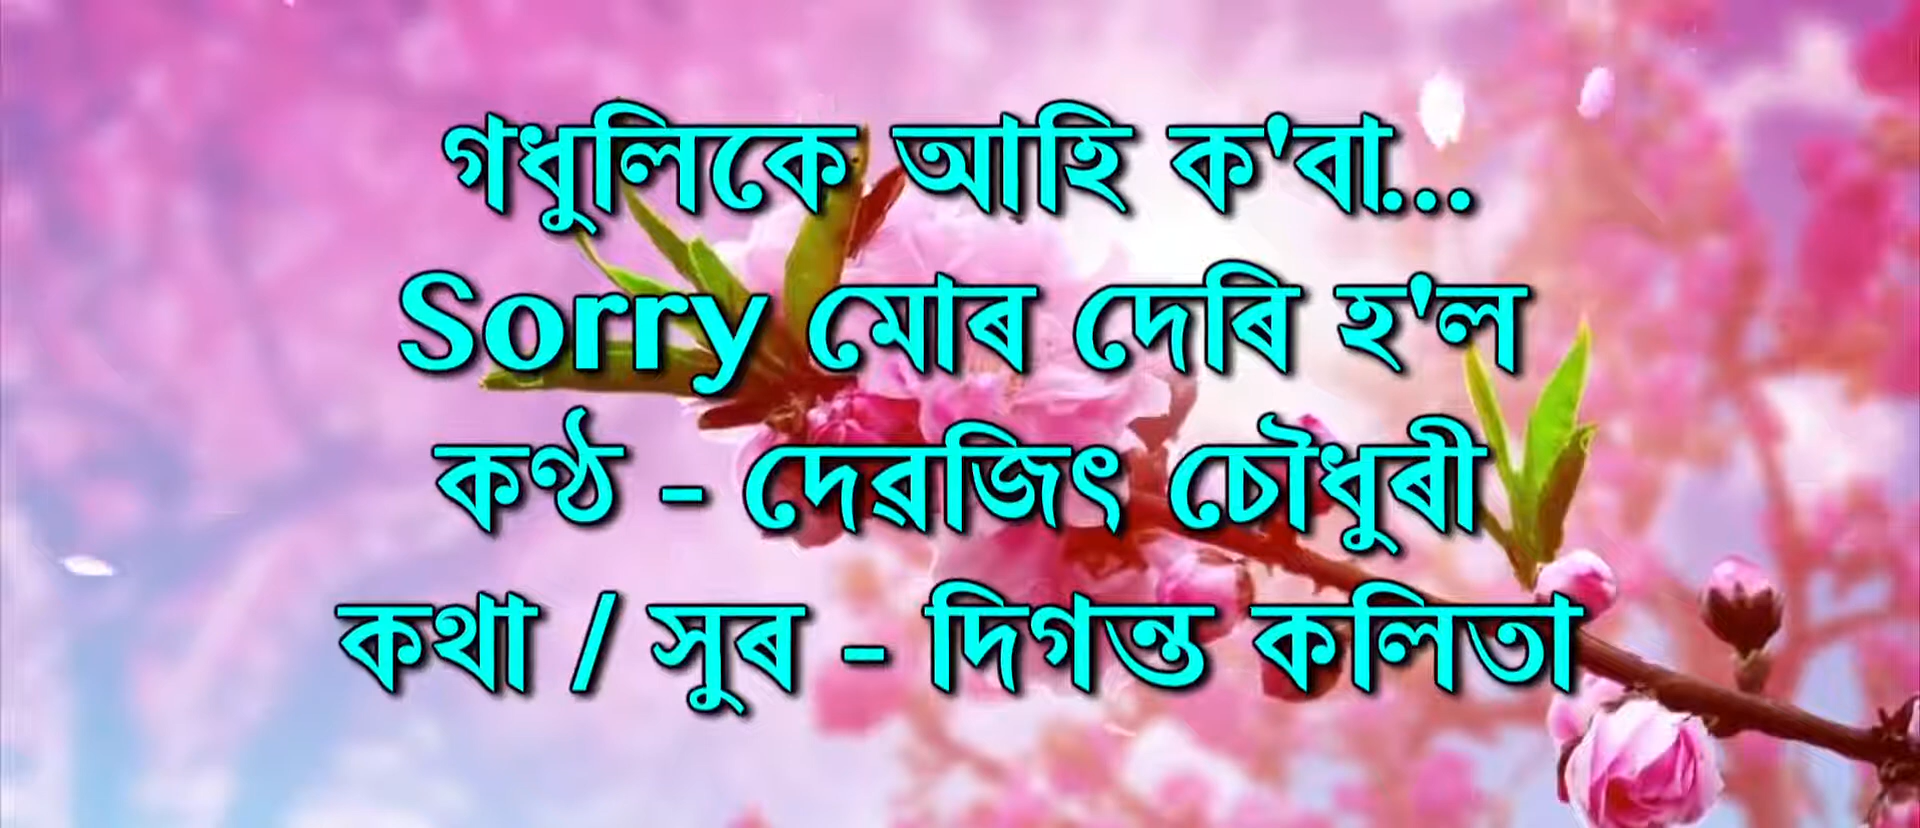 গধুলিকে আহি ক'বা...
Sorry মোৰ দেৰি হ'ল
কণ্ঠ - দেৱজিৎ চৌধুৰী
কথা / সুৰ - দিগন্ত কলিতা